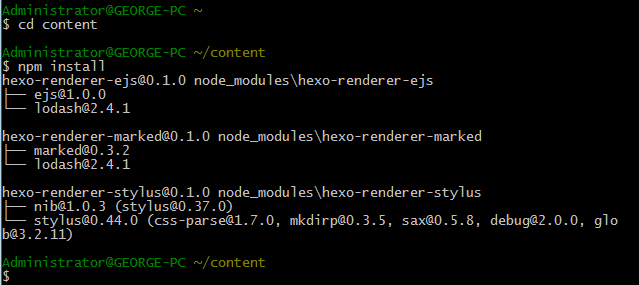 Administrator@GEORGE-PC ~
$ cd content
Administrator@GEORGE-PC ~/content
$ npm install
hexo-renderer-ejs@0.1.0 node_modules\hexo-renderer-ejs
├── ejs@1.0.0
└── lodash@2.4.1
hexo-renderer-marked@0.1.0 node_modules\hexo-renderer-marked
├── marked@0.3.2
└── lodash@2.4.1
hexo-renderer-stylus@0.1.0 node_modules\hexo-renderer-stylus
├── nib@1.0.3 (stylus@0.37.0)
└── stylus@0.44.0 (css-parse@1.7.0, mkdirp@0.3.5, sax@0.5.8, debug@2.0.0, glo
b@3.2.11)
Administrator@GEORGE-PC ~/content
$